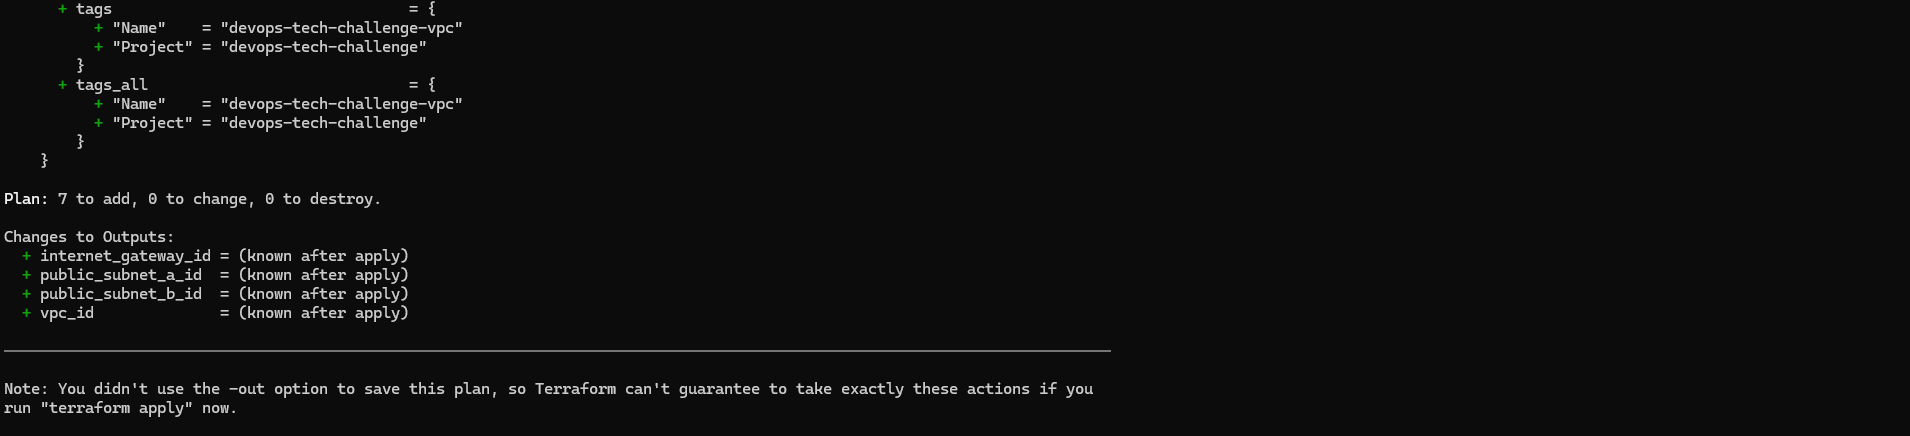 + tags = {
+ "Name" = "devops-tech-challenge-vpc"
+ "Project" = "devops-tech-challenge"
}
+ tags_all = {
+ "Name" = "devops-tech-challenge-vpc"
+ "Project" = "devops-tech-challenge"
}
}
Plan: 7 to add, 0 to change, 0 to destroy.
Changes to Outputs:
+ internet_gateway_id = (known after apply)
+ public_subnet_a_id = (known after apply)
+ public_subnet_b_id = (known after apply)
+ vpc_id = (known after apply)
Note: You didn't use the -out option to save this plan, so Terraform can't guarantee to take exactly these actions if you
run "terraform apply" now.